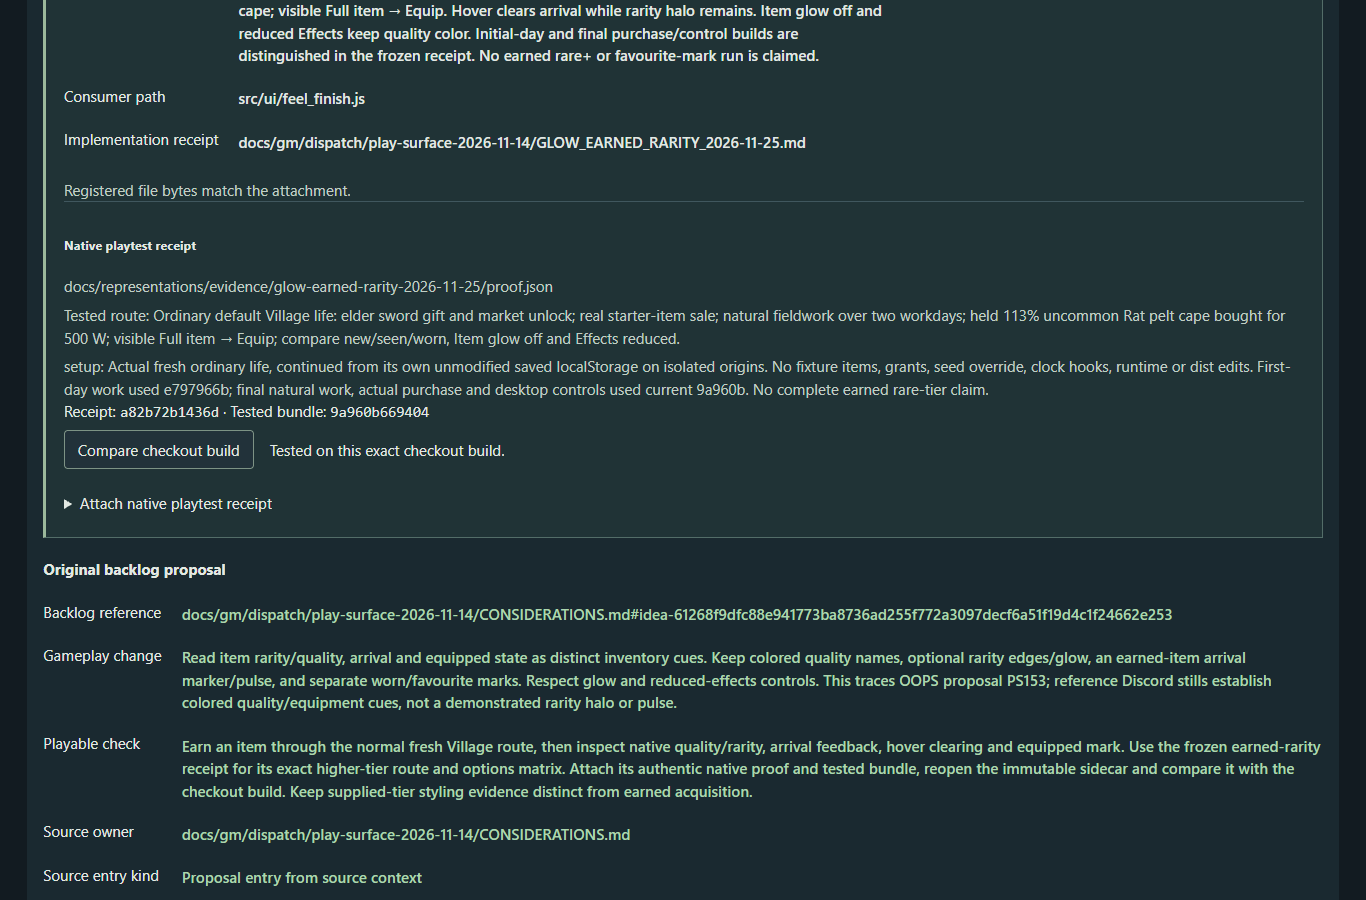 cape; visible Full item → Equip. Hover clears arrival while rarity halo remains. Item glow off and
reduced Effects keep quality color. Initial-day and final purchase/control builds are
distinguished in the frozen receipt. No earned rare+ or favourite-mark run is claimed.
Consumer path
src/ui/feel_finish.js
Implementation receipt
docs/gm/dispatch/play-surface-2026-11-14/GLOW_EARNED_RARITY_2026-11-25.md
Registered file bytes match the attachment.
Native playtest receipt
docs/representations/evidence/glow-earned-rarity-2026-11-25/proof.json
Tested route: Ordinary default Village life: elder sword gift and market unlock; real starter-item sale; natural fieldwork over two workdays; held 113% uncommon Rat pelt cape bought for
500 W; visible Full item → Equip; compare new/seen/worn, Item glow off and Effects reduced.
setup: Actual fresh ordinary life, continued from its own unmodified saved localStorage on isolated origins. No fixture items, grants, seed override, clock hooks, runtime or dist edits. First-
day work used e797966b; final natural work, actual purchase and desktop controls used current 9a960b. No complete earned rare-tier claim.
Receipt: a82b72b1436d · Tested bundle: 9a960b669404
Compare checkout build
Tested on this exact checkout build.
▶ Attach native playtest receipt
Original backlog proposal
Backlog reference
docs/gm/dispatch/play-surface-2026-11-14/CONSIDERATIONS.md#idea-61268f9dfc88e941773ba8736ad255f772a3097decf6a51f19d4c1f24662e253
Gameplay change
Read item rarity/quality, arrival and equipped state as distinct inventory cues. Keep colored quality names, optional rarity edges/glow, an earned-item arrival
marker/pulse, and separate worn/favourite marks. Respect glow and reduced-effects controls. This traces OOPS proposal PS153; reference Discord stills establish
colored quality/equipment cues, not a demonstrated rarity halo or pulse.
Playable check
Earn an item through the normal fresh Village route, then inspect native quality/rarity, arrival feedback, hover clearing and equipped mark. Use the frozen earned-rarity
receipt for its exact higher-tier route and options matrix. Attach its authentic native proof and tested bundle, reopen the immutable sidecar and compare it with the
checkout build. Keep supplied-tier styling evidence distinct from earned acquisition.
Source owner
docs/gm/dispatch/play-surface-2026-11-14/CONSIDERATIONS.md
Source entry kind
Proposal entry from source context